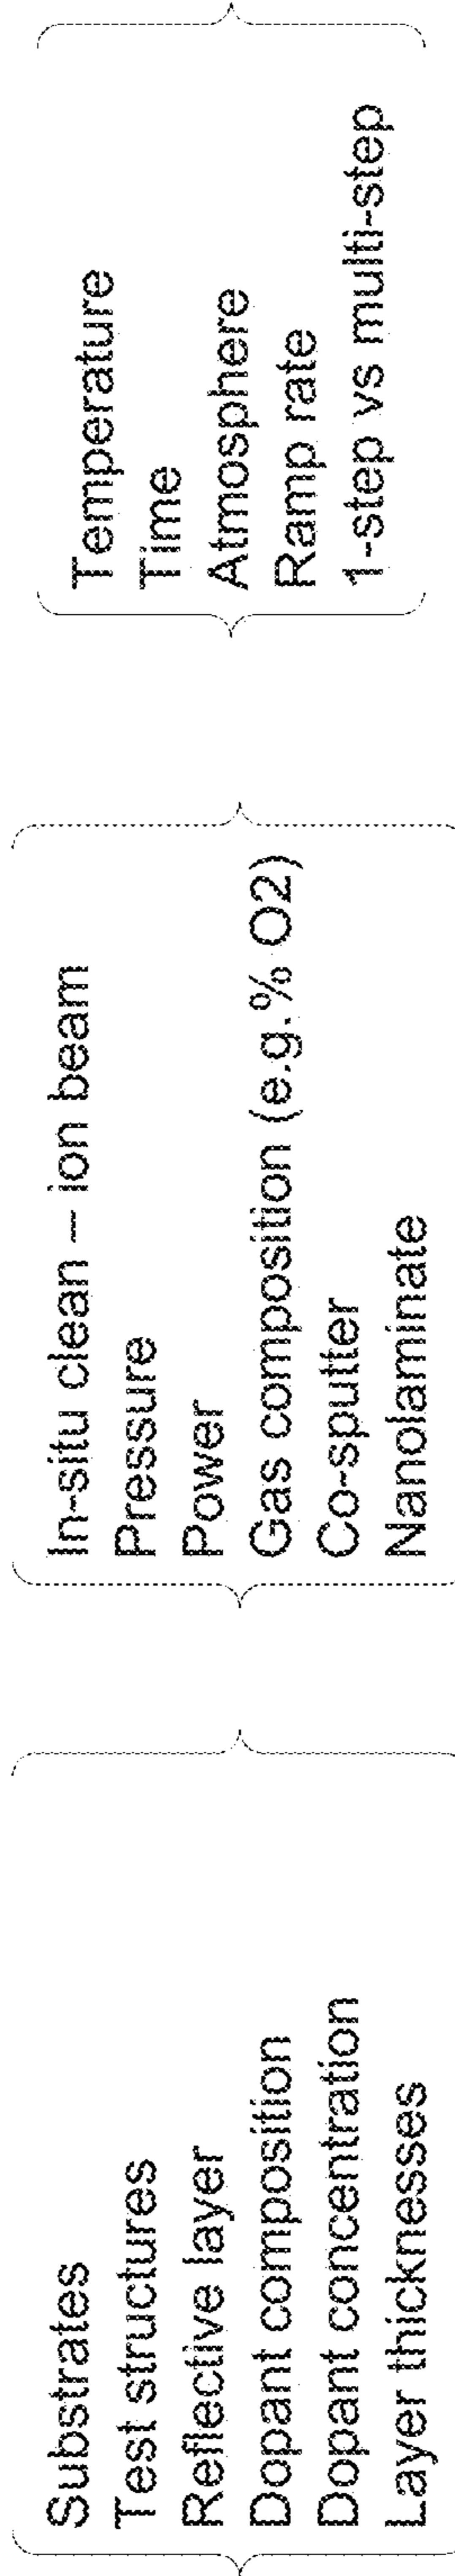 Substrates
Test structures
Reflective layer
Dopant composition
Dopant concentration
Layer thicknesses
In-situ clean – ion beam
Pressure
Power
Gas composition (e.g.% O2)
Co-sputter
Nanolaminate
Temperature
Time
Atmosphere
Ramp rate
1-step vs multi-step